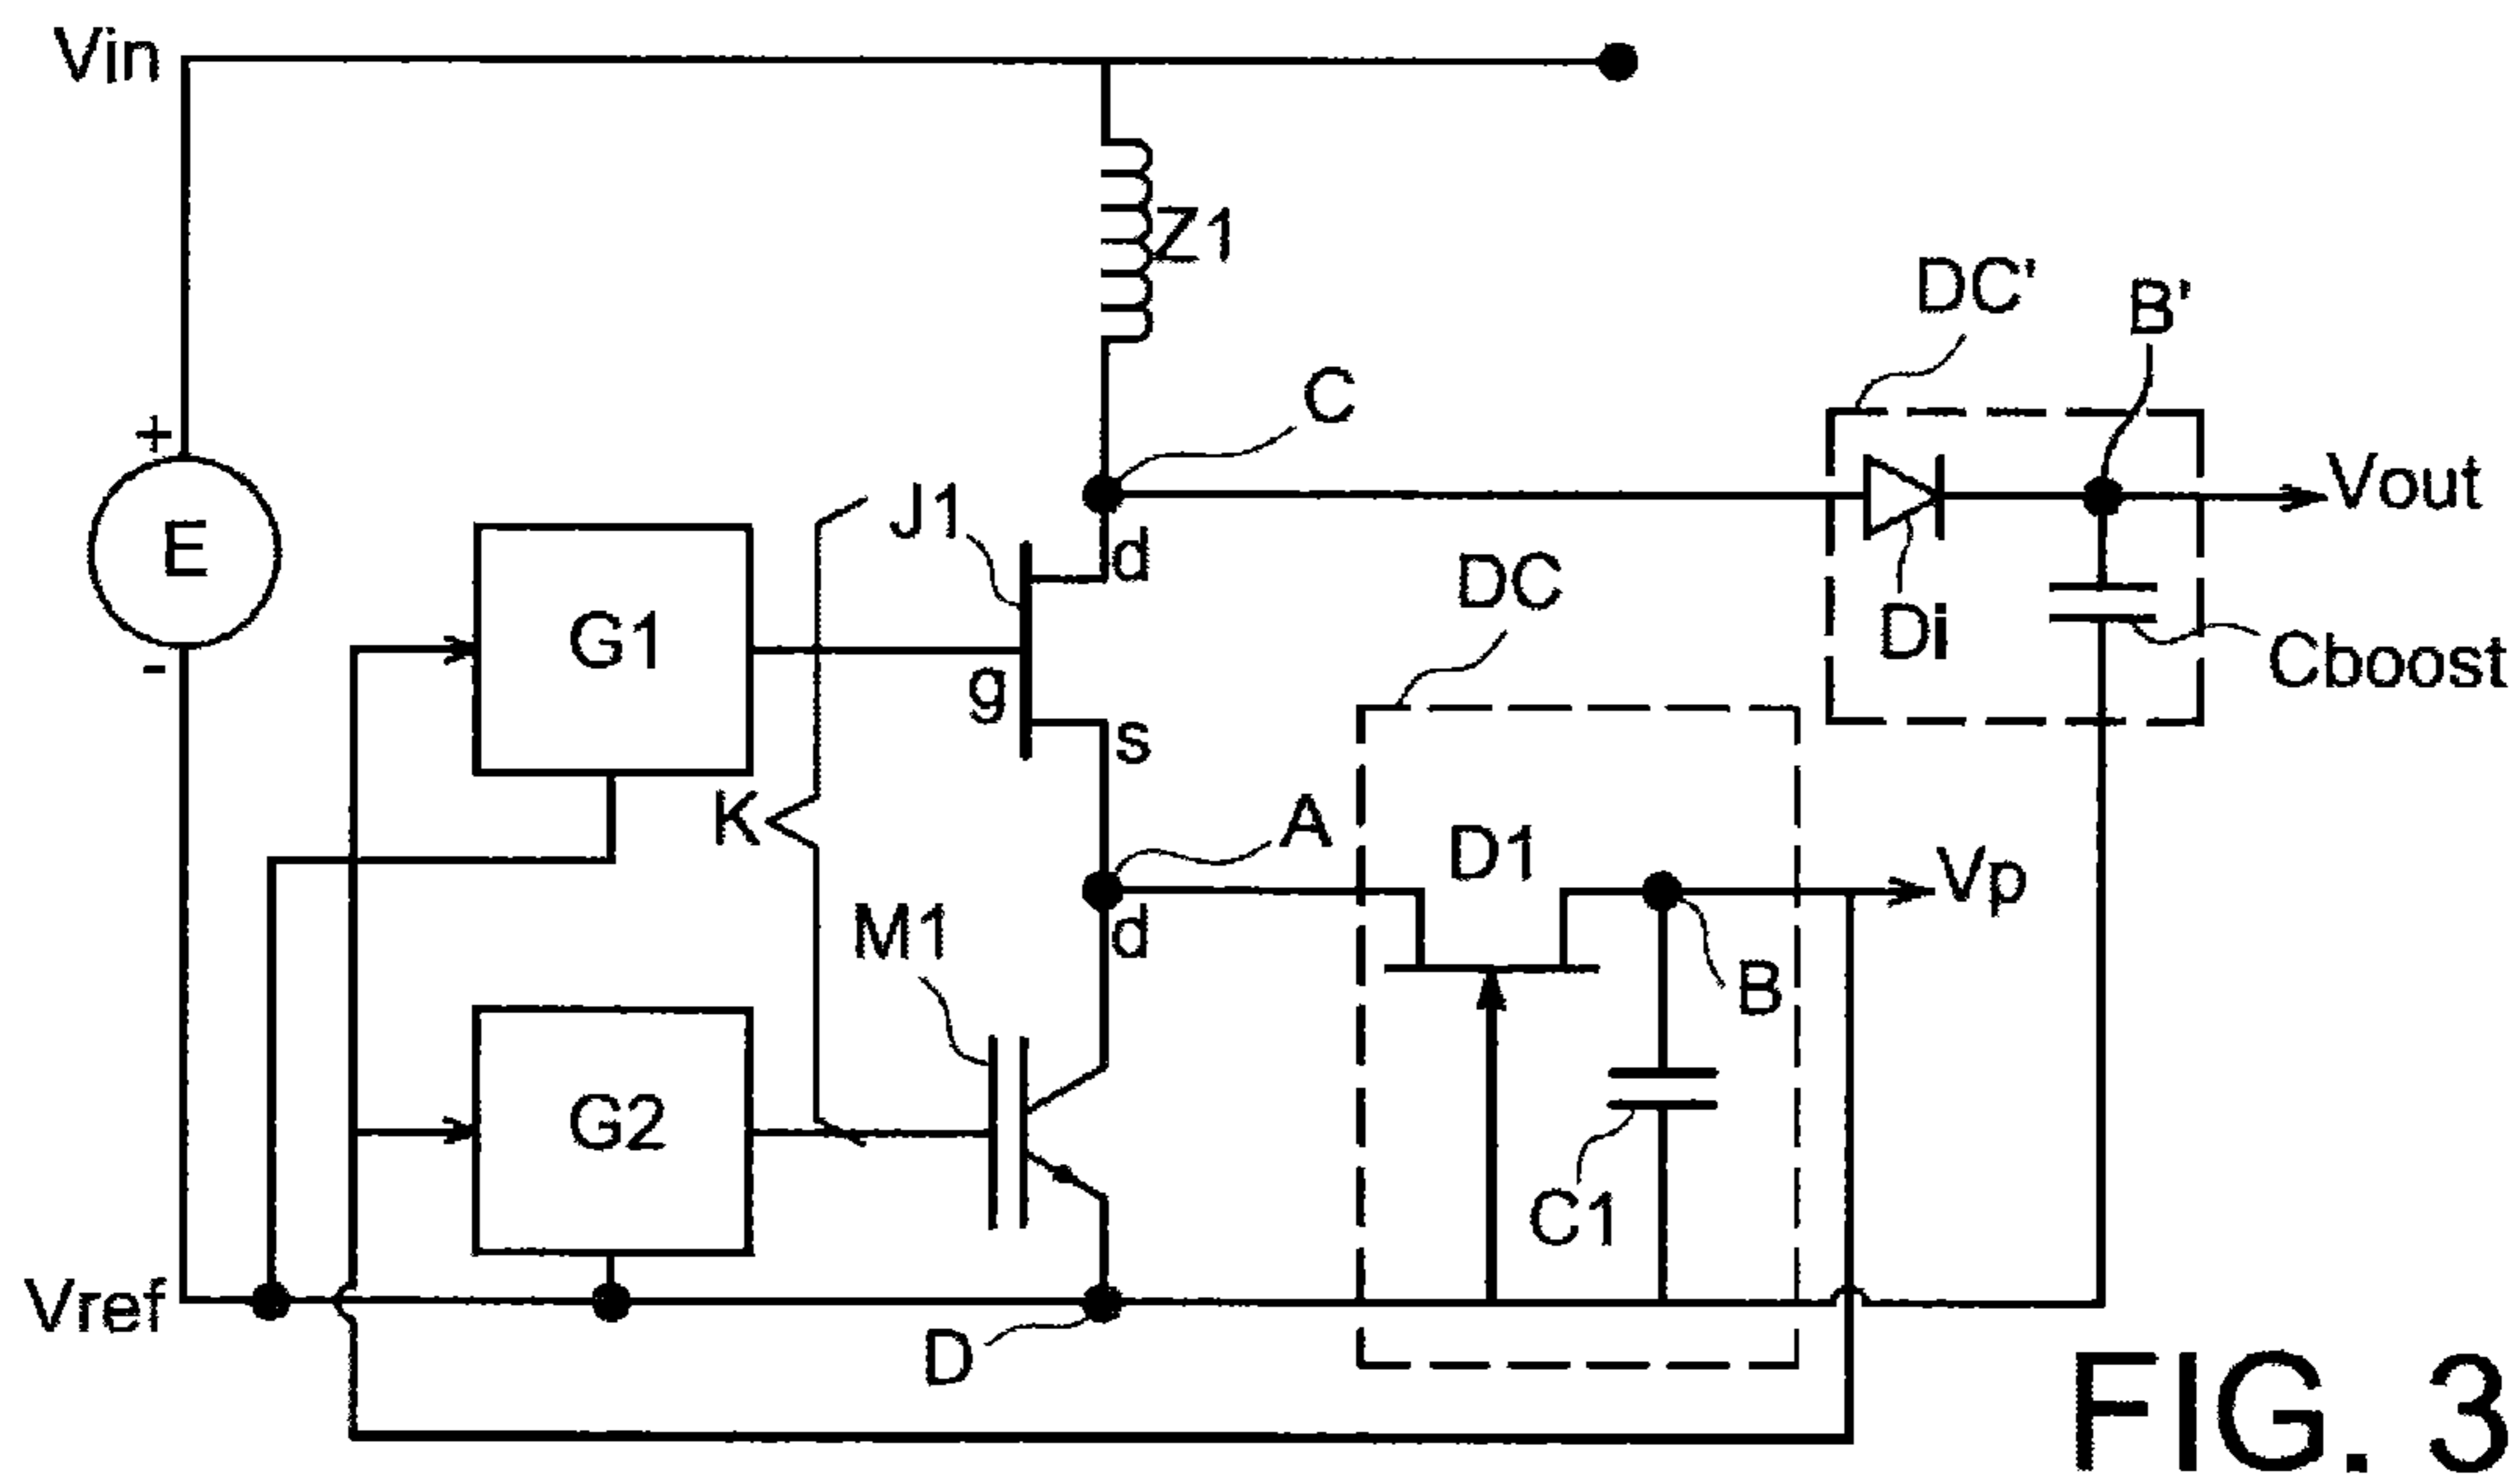 Vin
Z1
DC'
B'
C
+
Vout
J1
d
E
DC
G1
Di
Cboost
-
g
s
K
A
D1
Vp
M1
d
B
G2
C1
Vref
D
FIG. 3